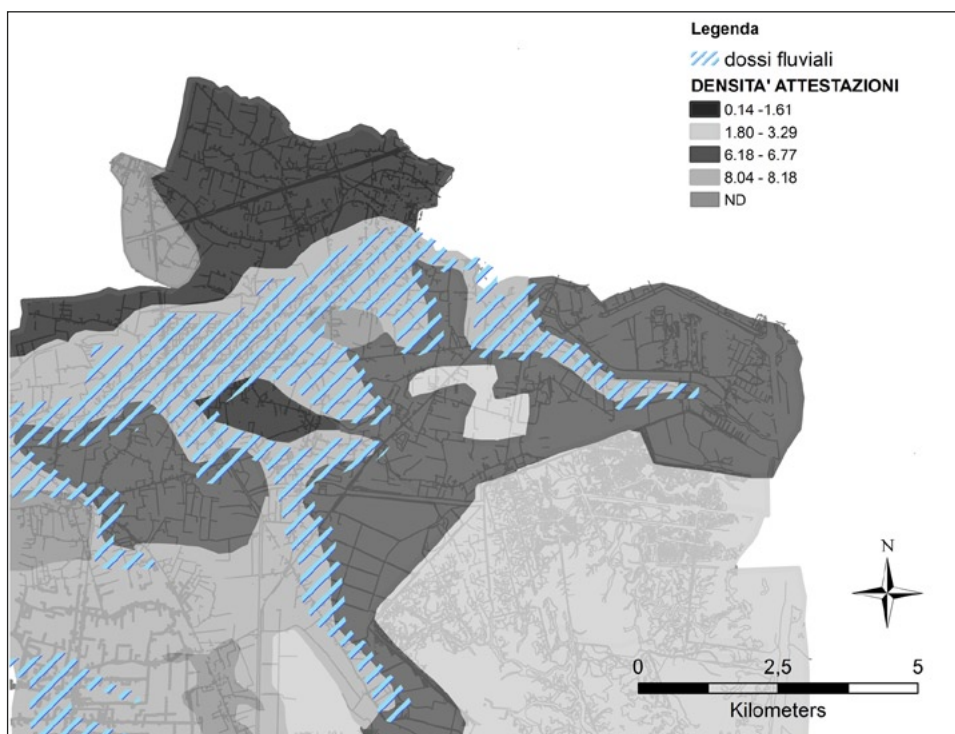 Legenda
dossi fluviali
DENSITA' ATTESTAZIONI
0.14 -1.61
1.80 - 3.29
6.18 - 6.77
8.04 - 8.18
ND
N
0 2,5 5
Kilometers